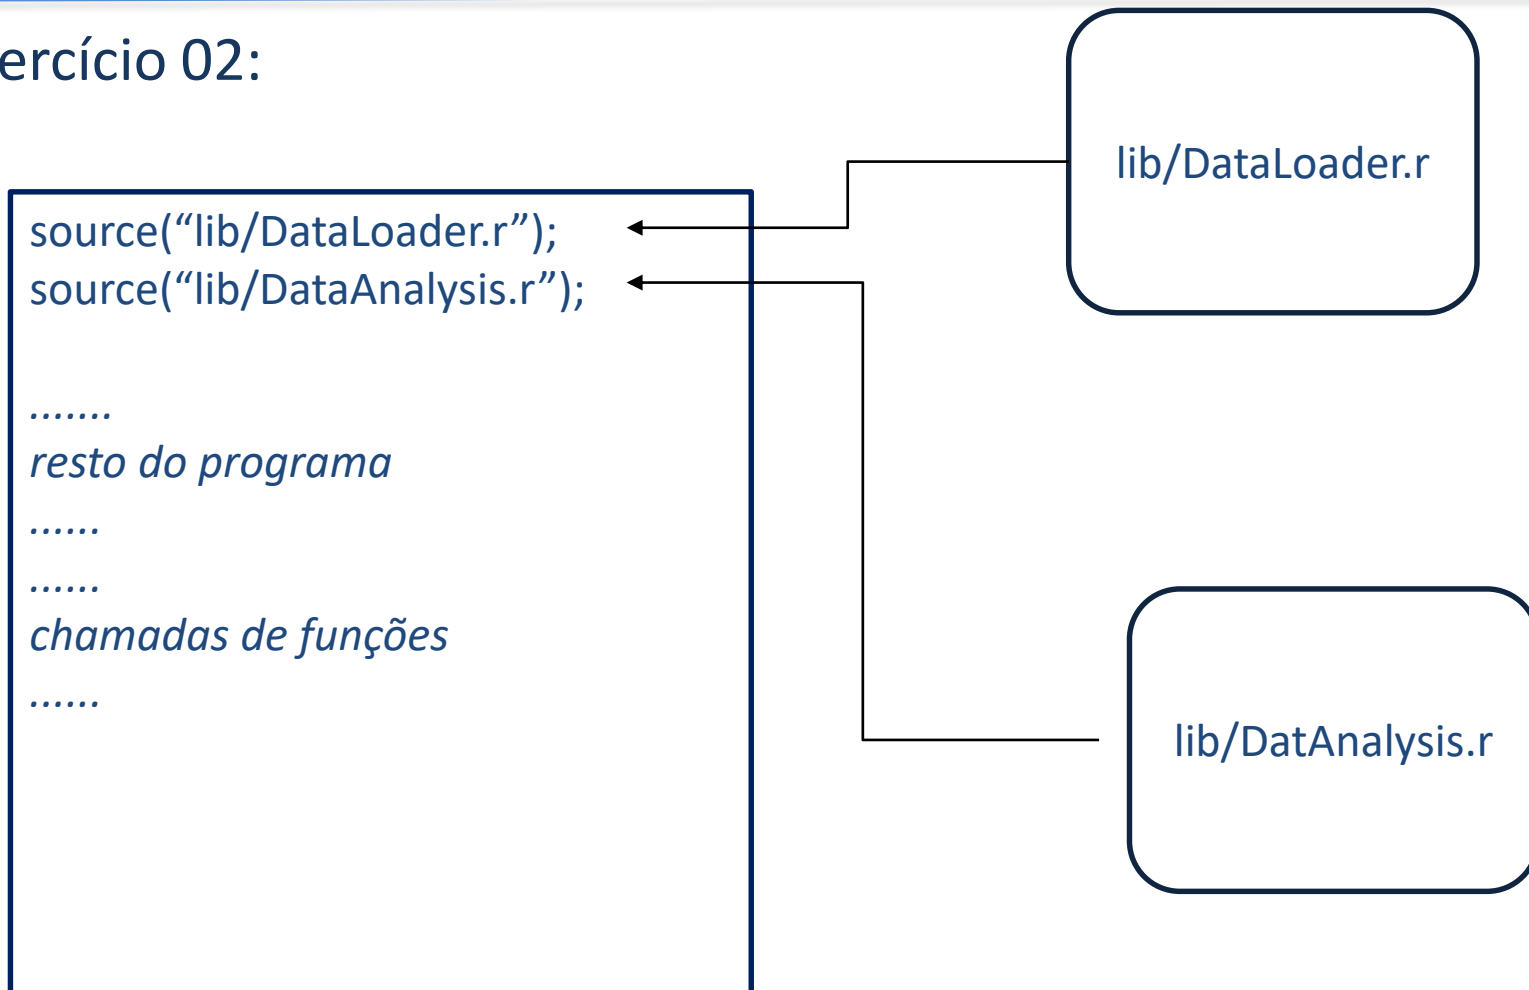 ercício 02:
lib/DataLoader.r
source(“lib/DataLoader.r”);
source(“lib/DataAnalysis.r”);
.......
resto do programa
......
......
chamadas de funções
......
lib/DatAnalysis.r